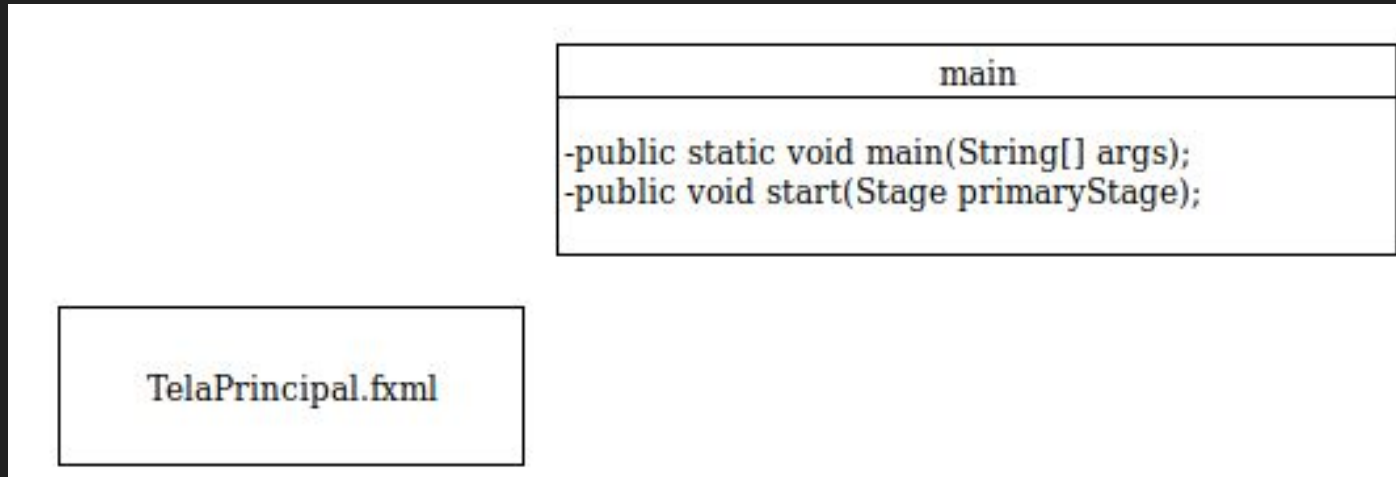 main
-public static void main(String[] args);
-public void start(Stage primaryStage);
TelaPrincipal.fxml